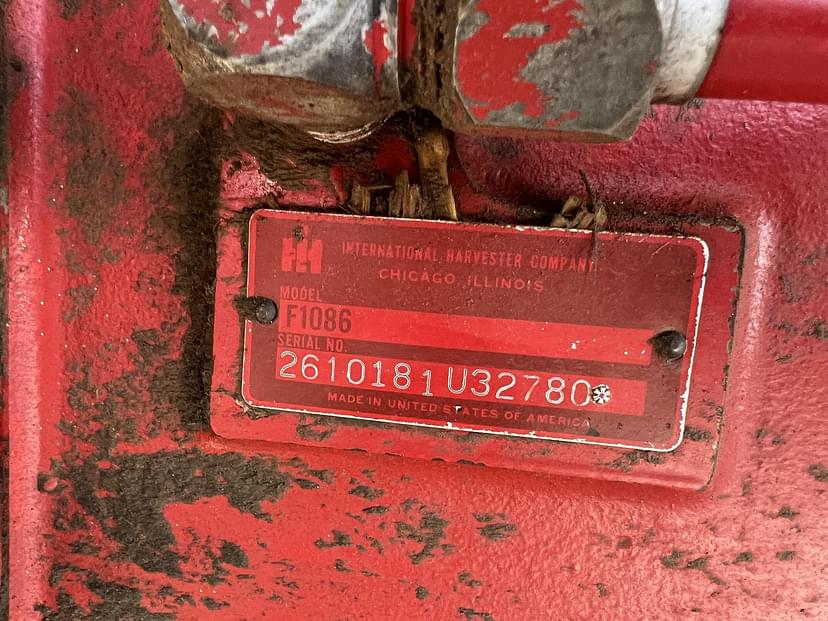 IH
INTERNATIONAL HARVESTER COMPANY
CHICAGO ILLINOIS
MODEL
F1086
SERIAL NO.
2610181U32780
MADE IN UNITED STATES OF AMERICA